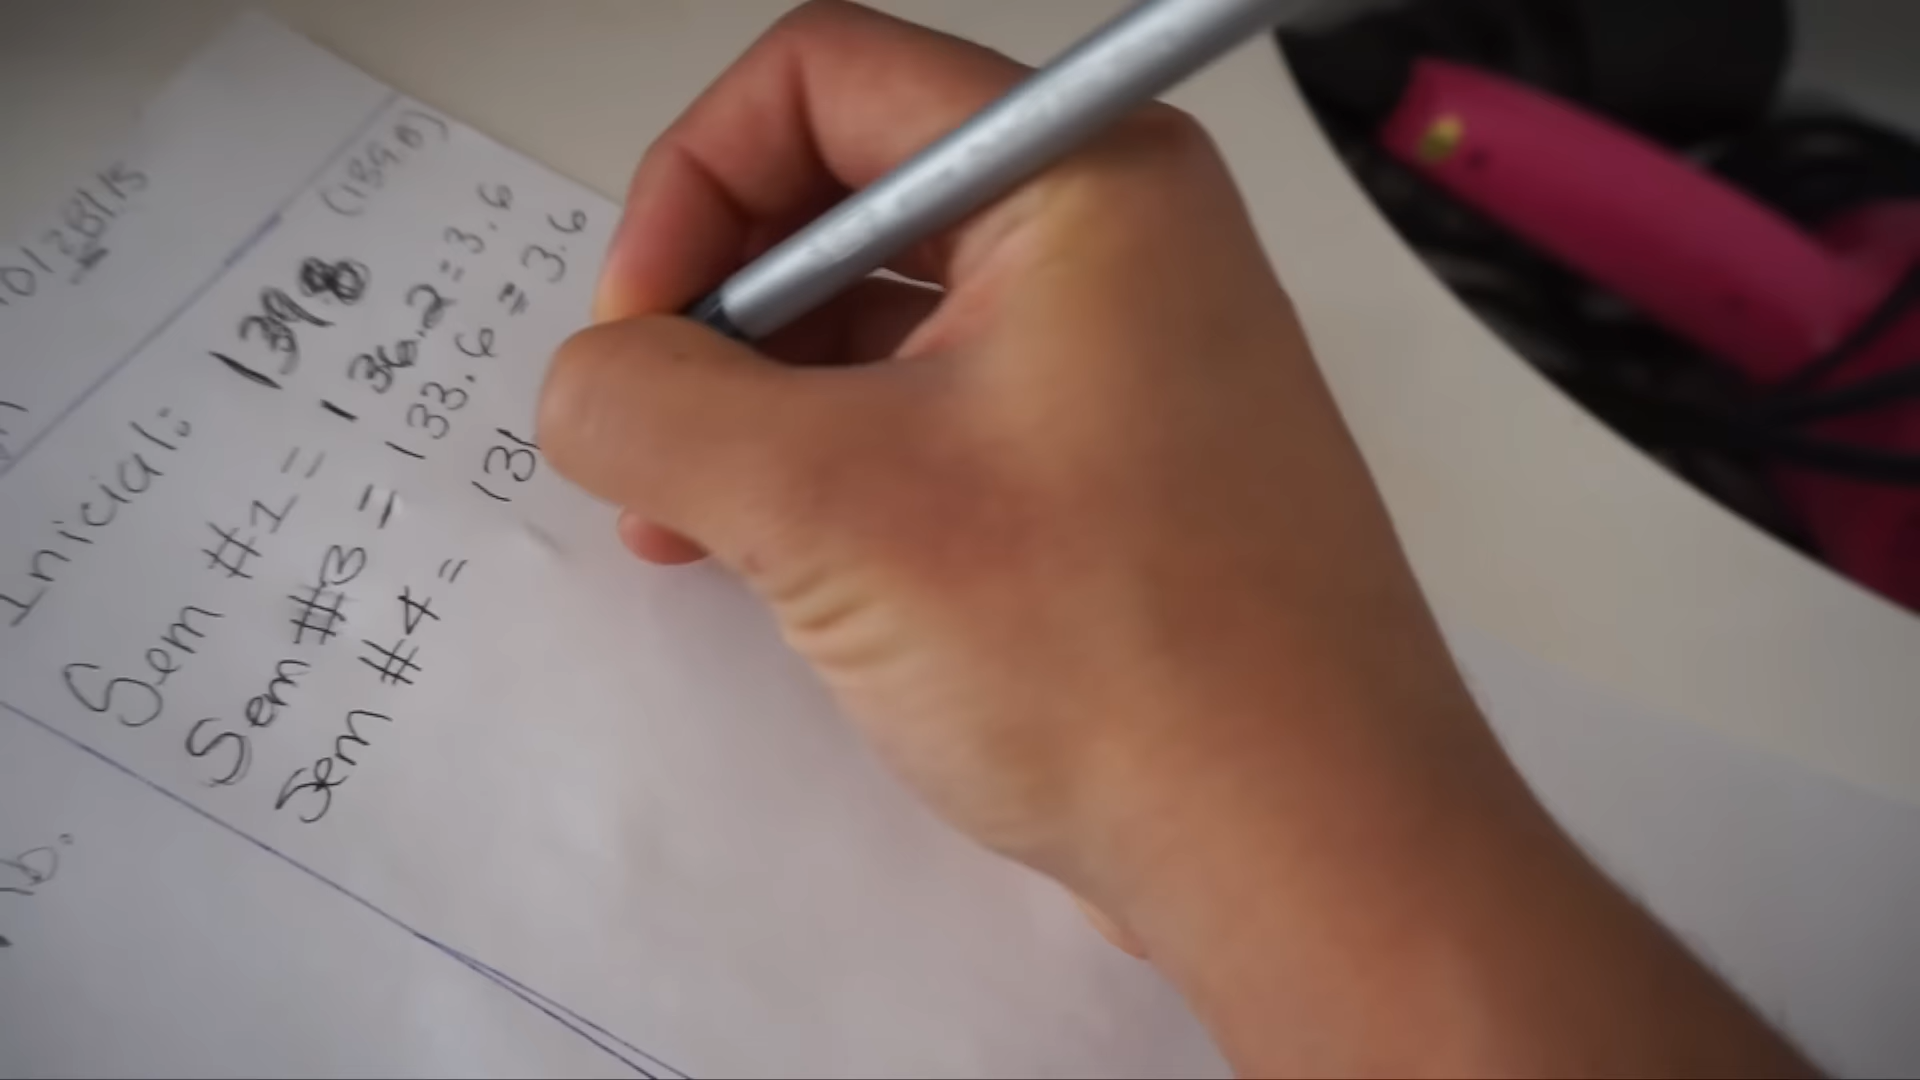 Inicial: 139.8 (139.8)
Sem #1 = 136.2 = 3.6
Sem #3 = 133.6 = 3.6
Sem #4 = 131